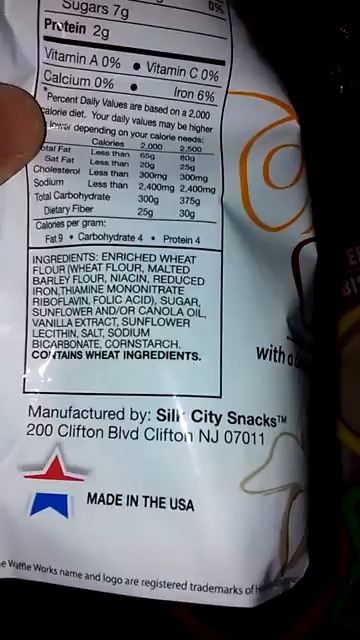 Sugars 7g 0%
Protein 2g
Vitamin A 0% • Vitamin C 0%
Calcium 0% • Iron 6%
*Percent Daily Values are based on a 2,000
calorie diet. Your daily values may be higher
lower depending on your calorie needs:
Calories 2,000 2,500
Total Fat Less than 65g 80g
Sat Fat Less than 20g 25g
Cholesterol Less than 300mg 300mg
Sodium Less than 2,400mg 2,400mg
Total Carbohydrate 300g 375g
Dietary Fiber 25g 30g
Calories per gram:
Fat 9 • Carbohydrate 4 • Protein 4
INGREDIENTS: ENRICHED WHEAT
FLOUR (WHEAT FLOUR, MALTED
BARLEY FLOUR, NIACIN, REDUCED
IRON,THIAMINE MONONITRATE
RIBOFLAVIN, FOLIC ACID), SUGAR,
SUNFLOWER AND/OR CANOLA OIL,
VANILLA EXTRACT, SUNFLOWER
LECITHIN, SALT, SODIUM
BICARBONATE, CORNSTARCH.
CONTAINS WHEAT INGREDIENTS.
with a
Manufactured by: Silk City Snacks™
200 Clifton Blvd Clifton NJ 07011
MADE IN THE USA
e Waffle Works name and logo are registered trademarks of